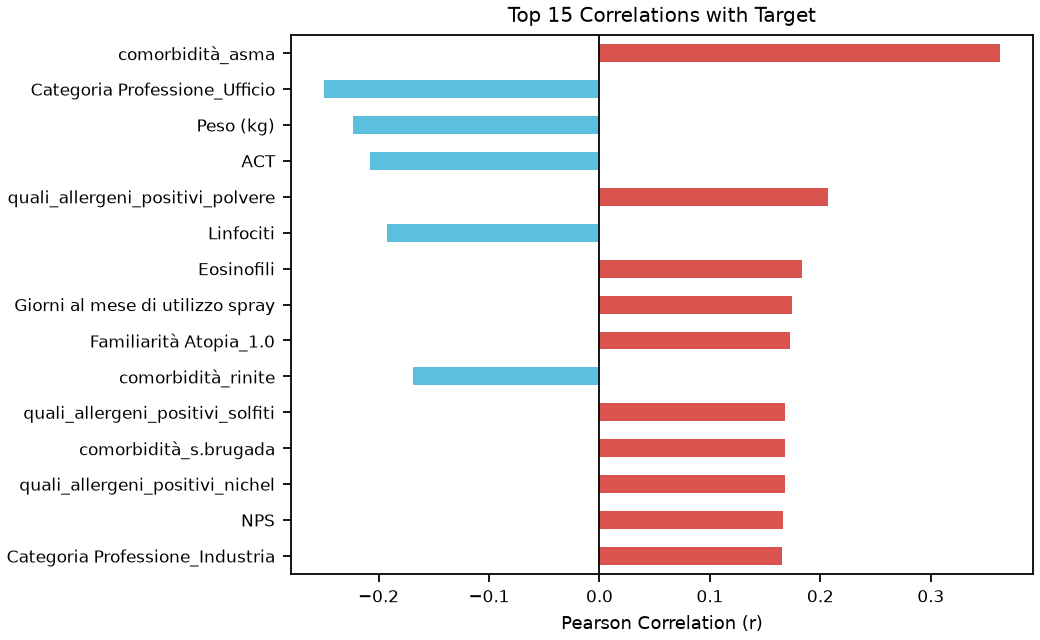 Top 15 Correlations with Target
comorbidità_asma
Categoria Professione_Ufficio
Peso (kg)
ACT
quali_allergeni_positivi_polvere
Linfociti
Eosinofili
Giorni al mese di utilizzo spray
Familiarità Atopia_1.0
comorbidità_rinite
quali_allergeni_positivi_solfiti
comorbidità_s.brugada
quali_allergeni_positivi_nichel
NPS
Categoria Professione_Industria
−0.2 −0.1 0.0 0.1 0.2 0.3
Pearson Correlation (r)